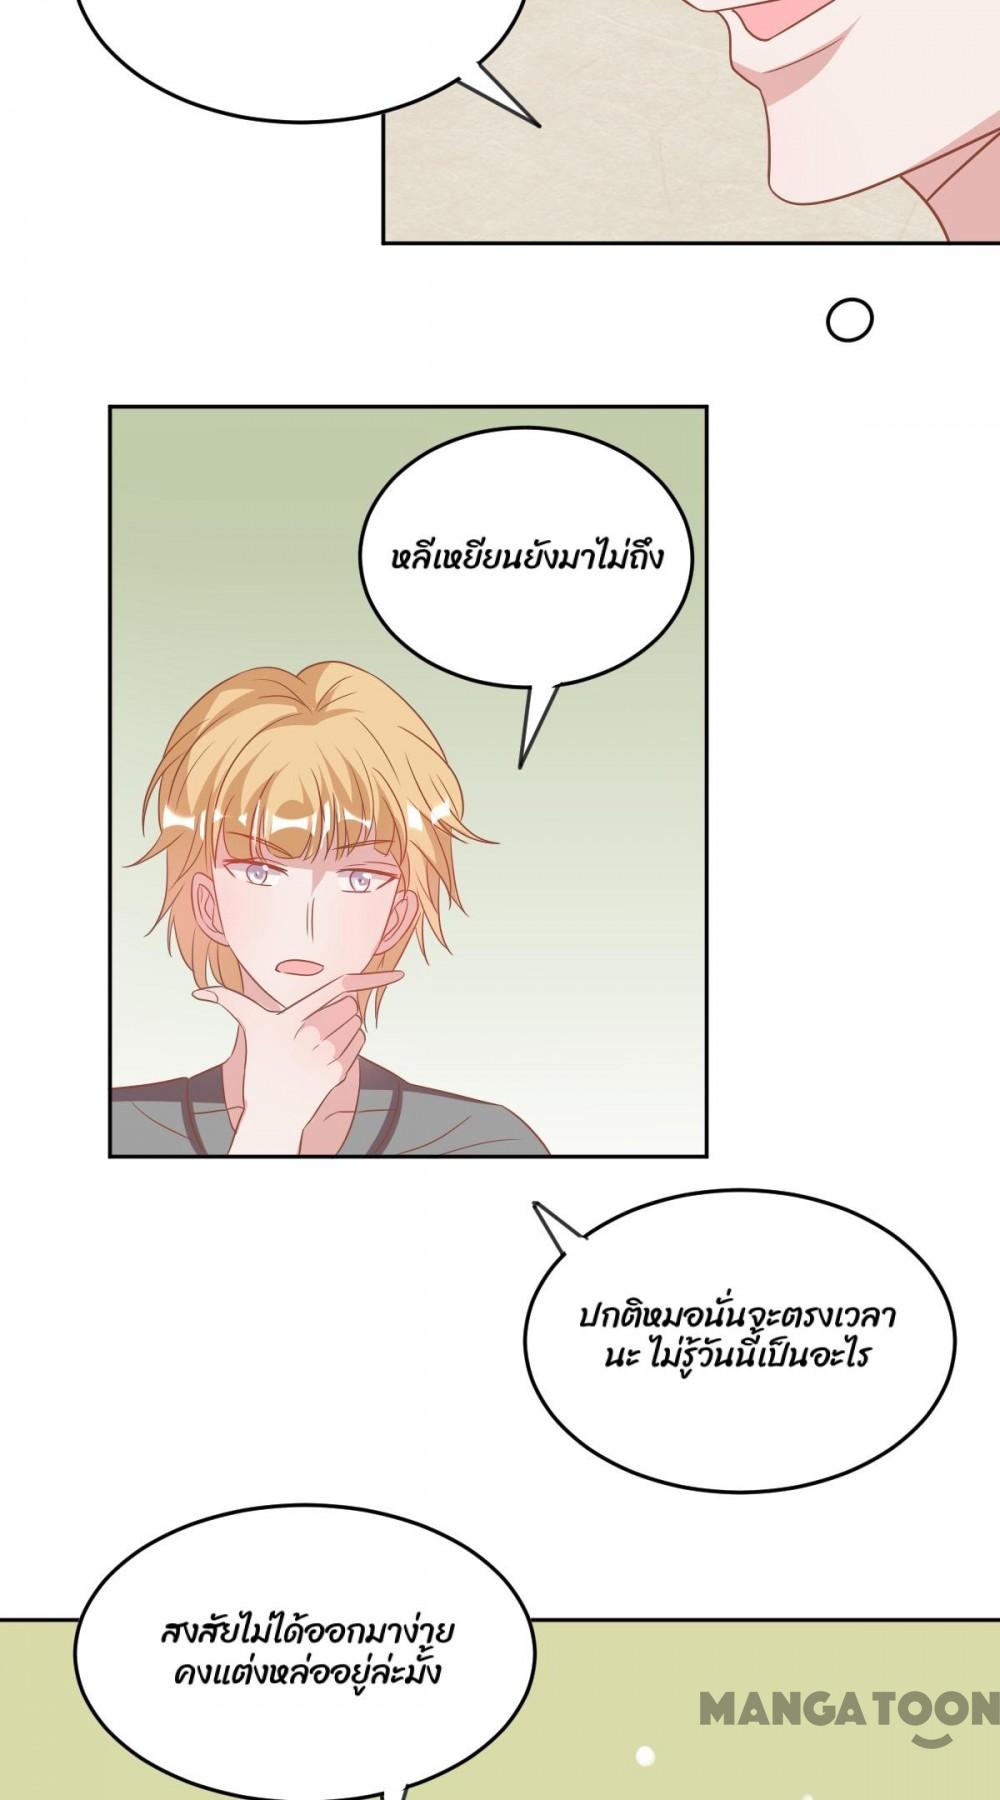 หลีเหยียนยังมาไม่ถึง
ปกติหมอนั่นจะตรงเวลา
นะ ไม่รู้วันนี้เป็นอะไร
สงสัยไม่ได้ออกมาง่าย
คงแต่งหล่ออยู่ล่ะมั้ง
MANGATOON